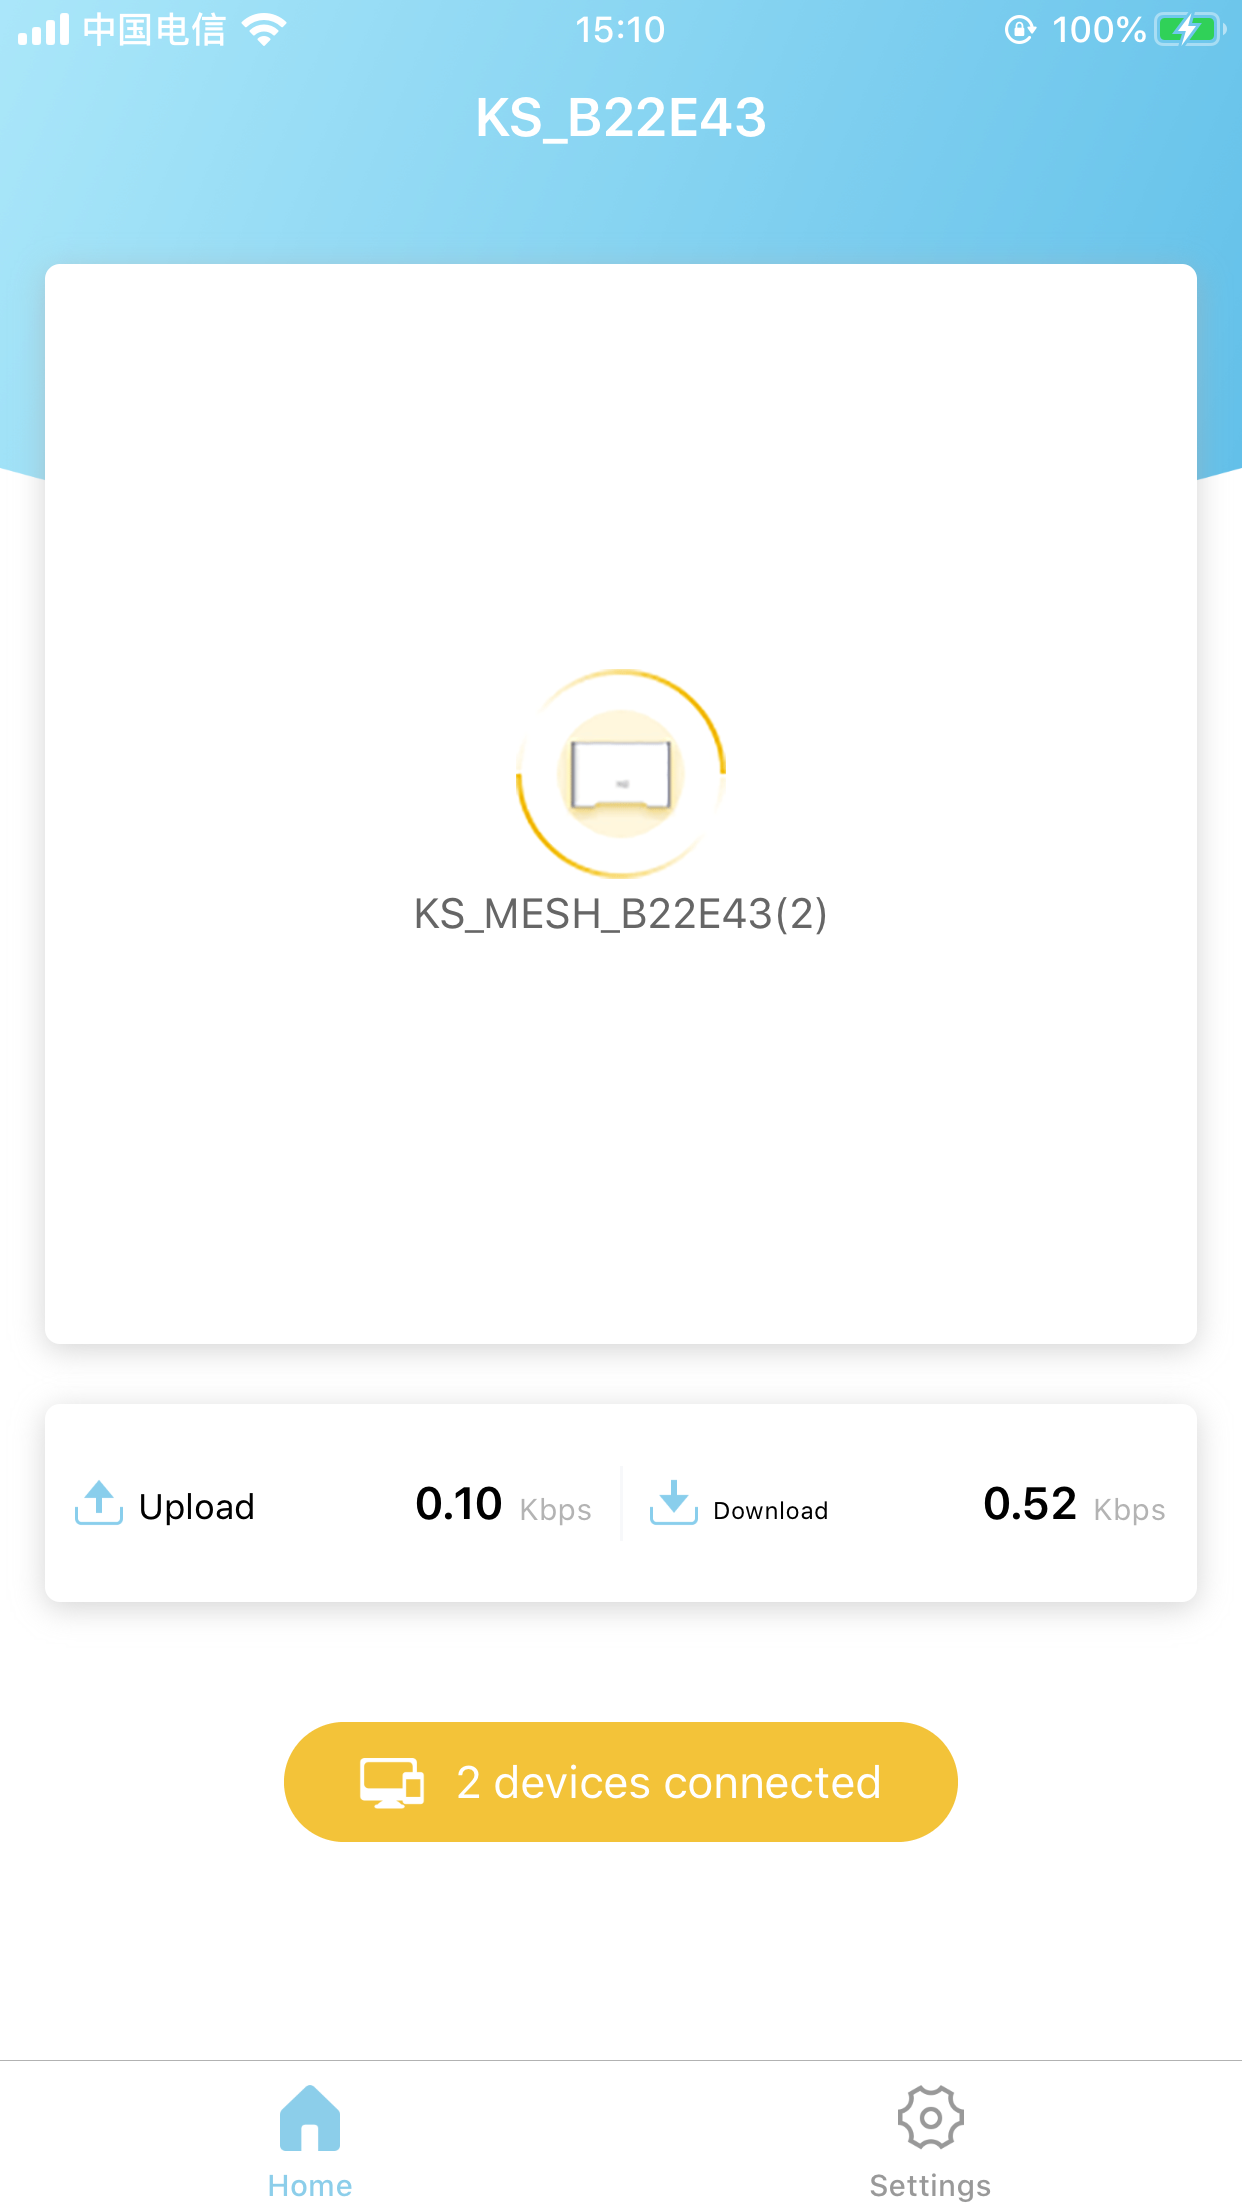 中国电信
15:10
100%
KS_B22E43
KS_MESH_B22E43(2)
Upload 0.10 Kbps
Download 0.52 Kbps
2 devices connected
Home
Settings